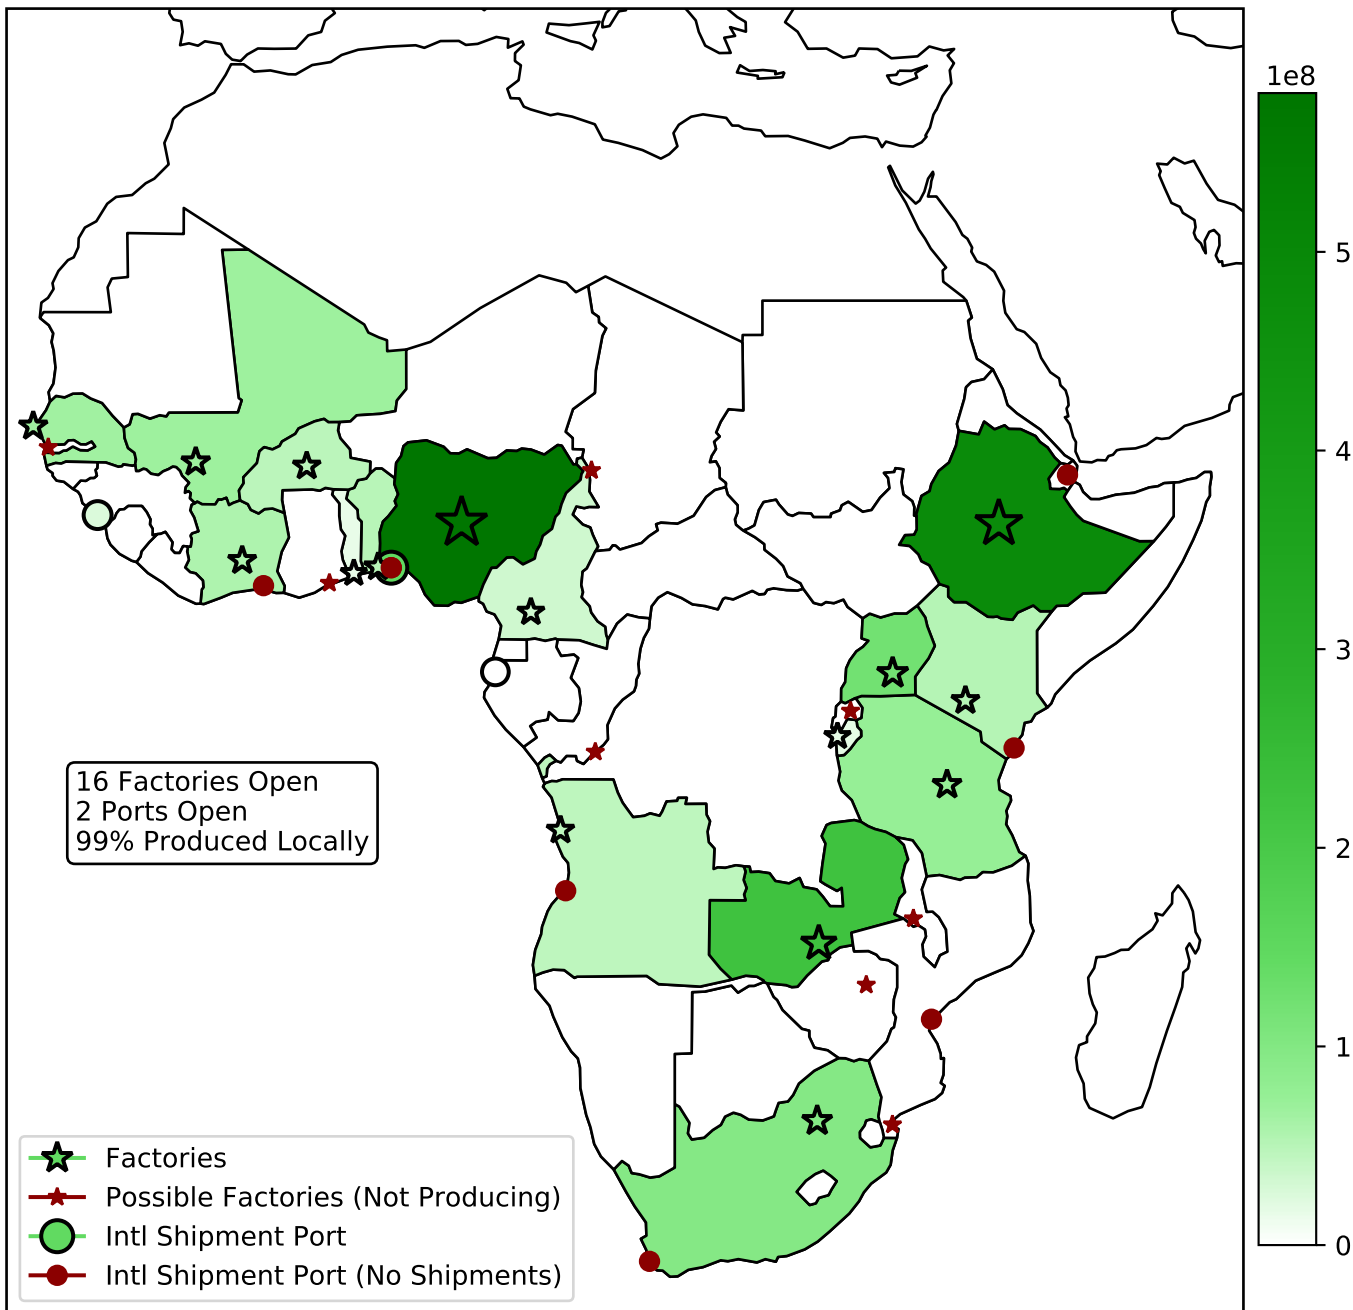 1e8
5
4
3
2
1
0
16 Factories Open
2 Ports Open
99% Produced Locally
Factories
Possible Factories (Not Producing)
Intl Shipment Port
Intl Shipment Port (No Shipments)